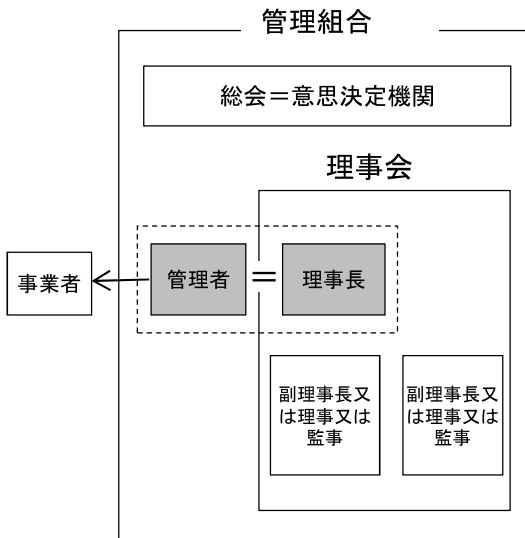 管理組合
総会＝意思決定機関
理事会
事業者
管理者
＝
理事長
副理事長又
は理事又は
監事
副理事長又
は理事又は
監事